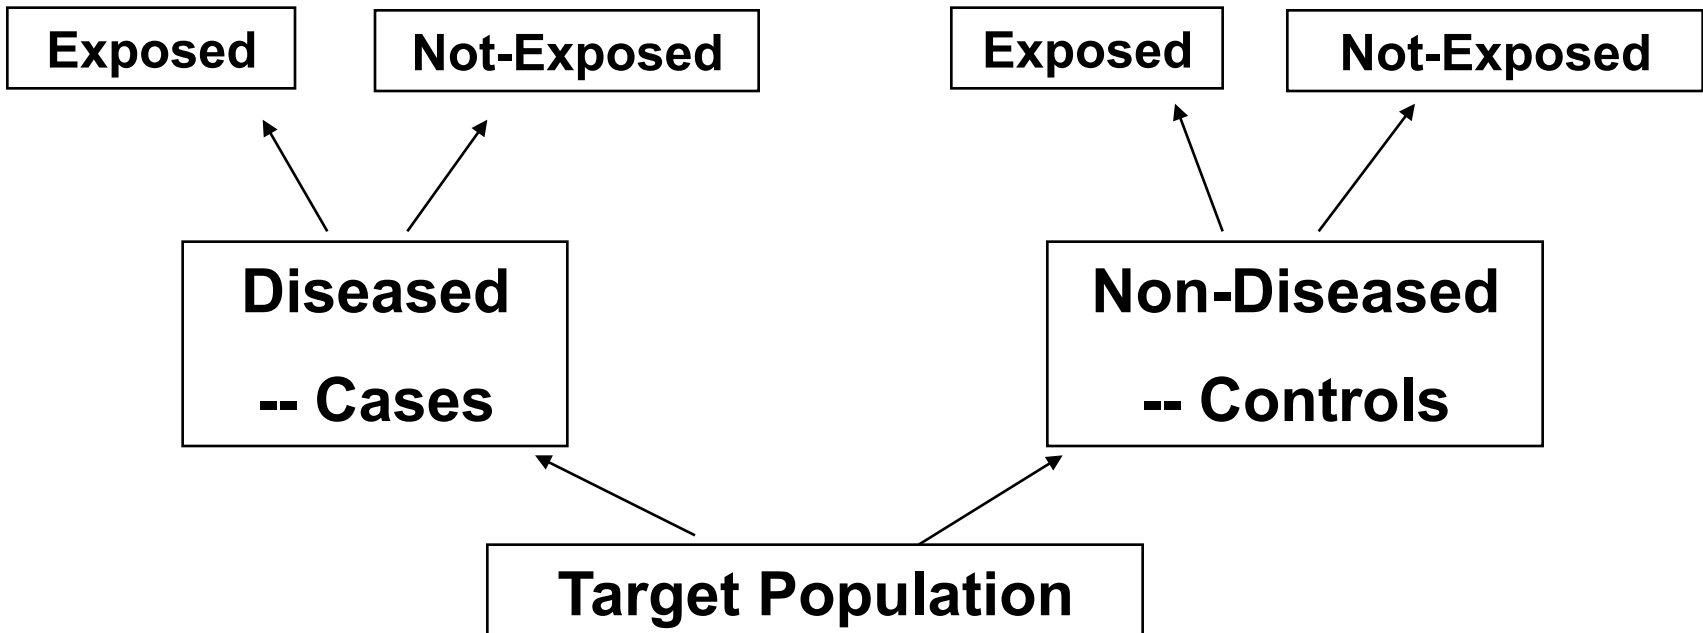 Exposed
Not-Exposed
Exposed
Not-Exposed
Diseased
-- Cases
Non-Diseased
-- Controls
Target Population